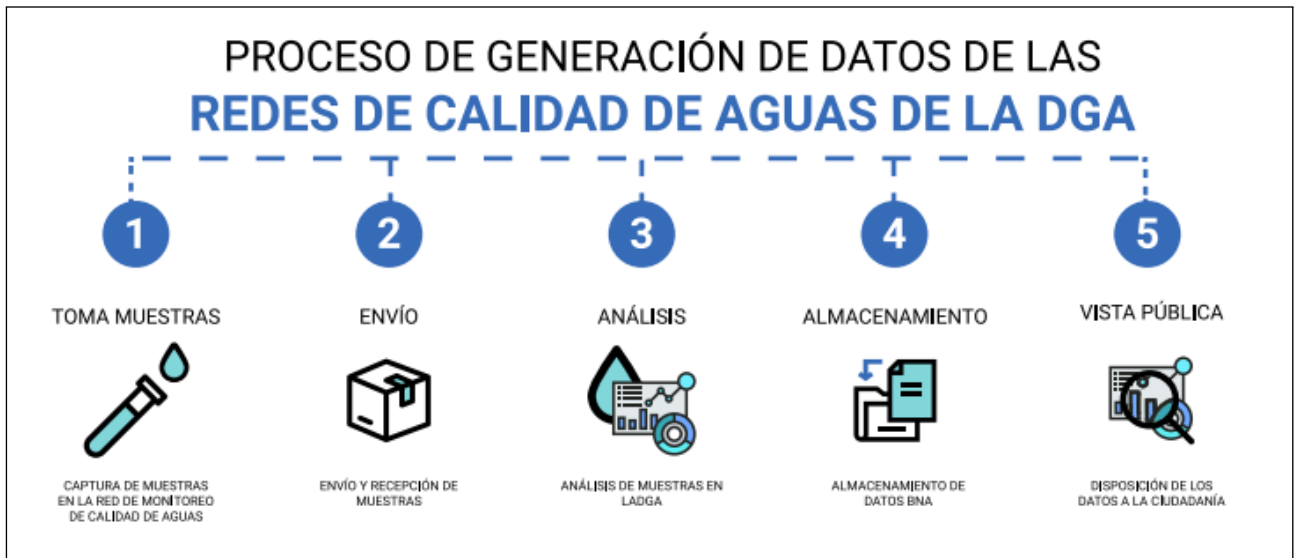 PROCESO DE GENERACIÓN DE DATOS DE LAS
REDES DE CALIDAD DE AGUAS DE LA DGA
1
2
3
4
5
TOMA MUESTRAS
ENVÍO
ANÁLISIS
ALMACENAMIENTO
VISTA PÚBLICA
CAPTURA DE MUESTRAS
EN LA RED DE MONITOREO
DE CALIDAD DE AGUAS
ENVÍO Y RECEPCIÓN DE
MUESTRAS
ANÁLISIS DE MUESTRAS EN
LADGA
ALMACENAMIENTO DE
DATOS BNA
DISPOSICIÓN DE LOS
DATOS A LA CIUDADANÍA